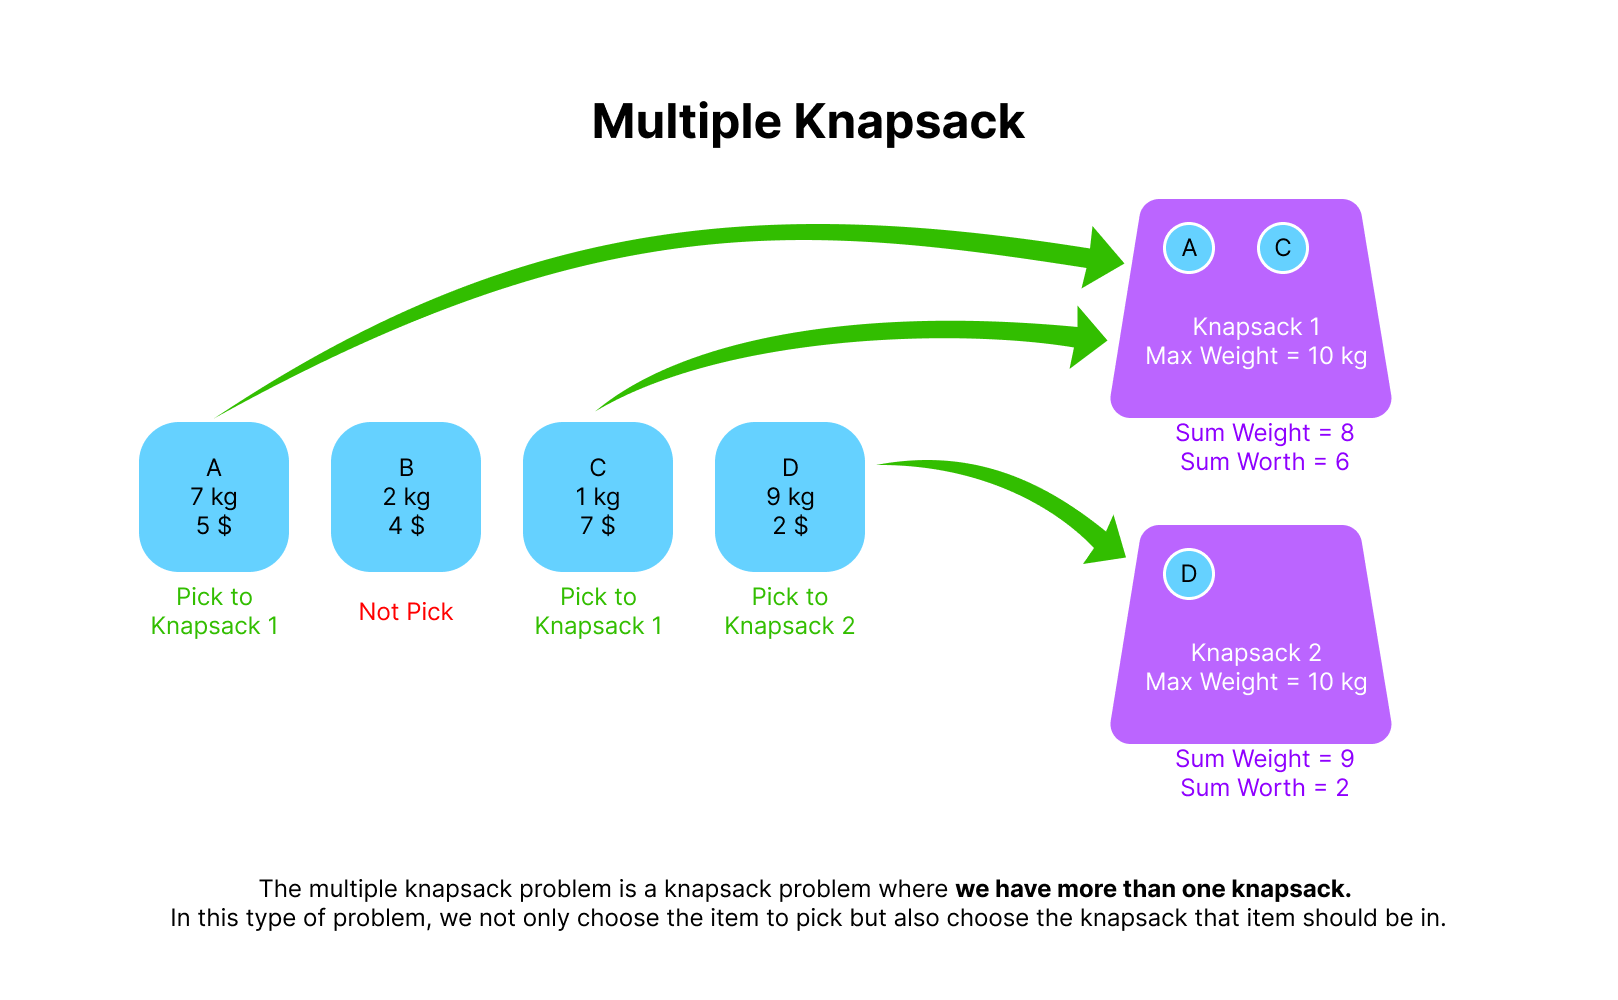 Multiple Knapsack
A
C
Knapsack 1
Max Weight = 10 kg
Sum Weight = 8
Sum Worth = 6
A
7 kg
5 $
Pick to
Knapsack 1
B
2 kg
4 $
Not Pick
C
1 kg
7 $
Pick to
Knapsack 1
D
9 kg
2 $
Pick to
Knapsack 2
D
Knapsack 2
Max Weight = 10 kg
Sum Weight = 9
Sum Worth = 2
The multiple knapsack problem is a knapsack problem where we have more than one knapsack.
In this type of problem, we not only choose the item to pick but also choose the knapsack that item should be in.